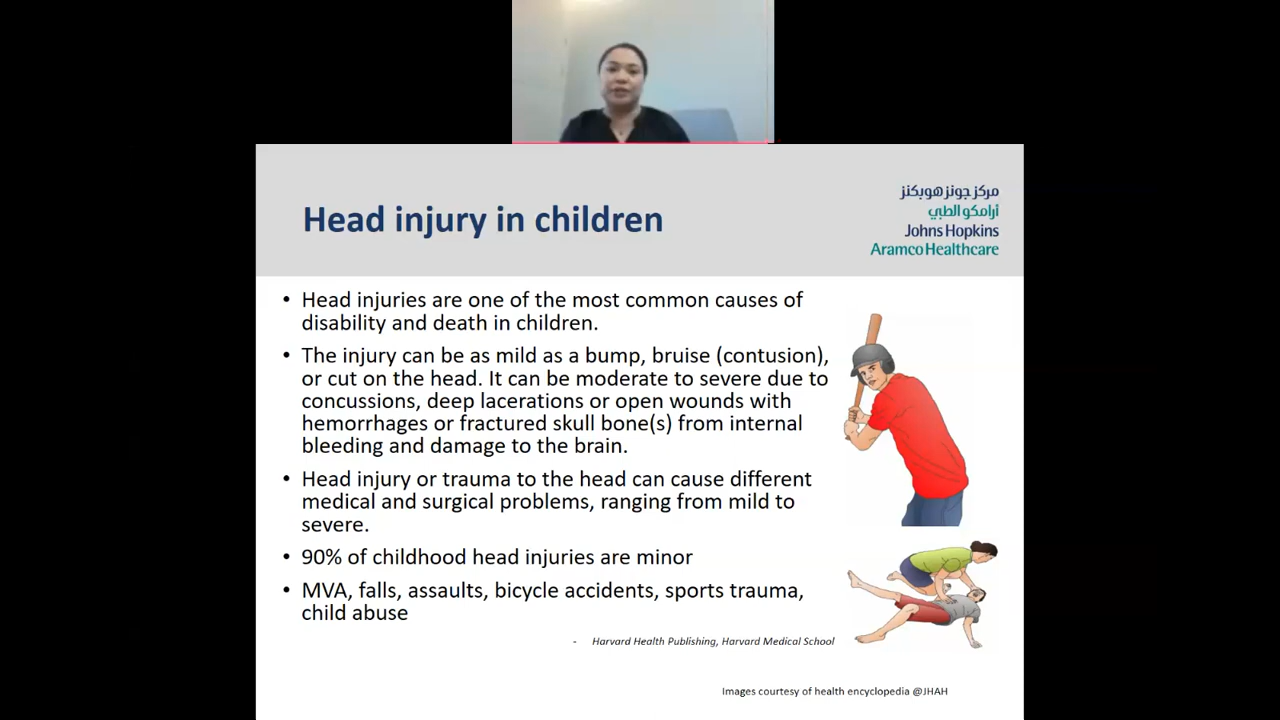 Head injury in children
مركز جونز هوبكنز
أرامكو الطبي
Johns Hopkins
Aramco Healthcare
• Head injuries are one of the most common causes of
disability and death in children.
• The injury can be as mild as a bump, bruise (contusion),
or cut on the head. It can be moderate to severe due to
concussions, deep lacerations or open wounds with
hemorrhages or fractured skull bone(s) from internal
bleeding and damage to the brain.
• Head injury or trauma to the head can cause different
medical and surgical problems, ranging from mild to
severe.
• 90% of childhood head injuries are minor
• MVA, falls, assaults, bicycle accidents, sports trauma,
child abuse
- Harvard Health Publishing, Harvard Medical School
Images courtesy of health encyclopedia @JHAH